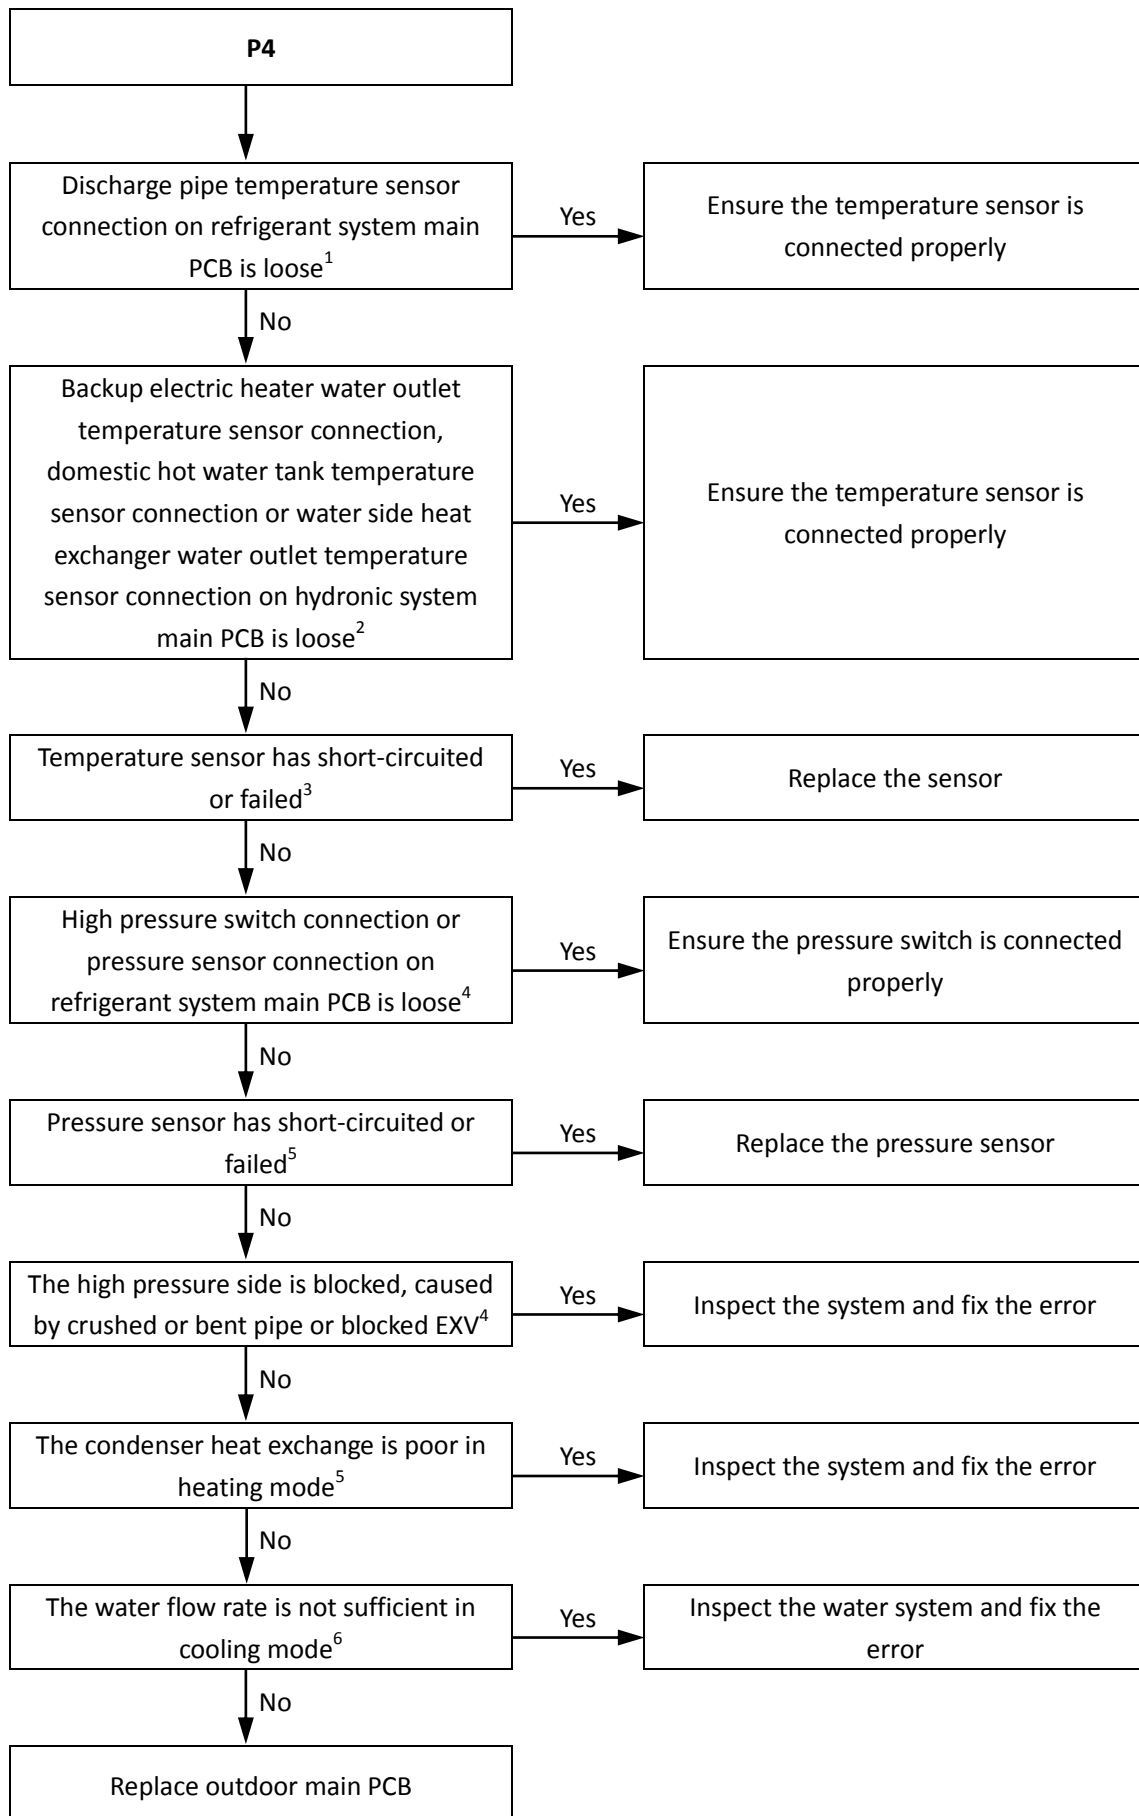 P4
Discharge pipe temperature sensor
connection on refrigerant system main
PCB is loose1
Yes
Ensure the temperature sensor is
connected properly
No
Backup electric heater water outlet
temperature sensor connection,
domestic hot water tank temperature
sensor connection or water side heat
exchanger water outlet temperature
sensor connection on hydronic system
main PCB is loose2
Yes
Ensure the temperature sensor is
connected properly
No
Temperature sensor has short-circuited
or failed3
Yes
Replace the sensor
No
High pressure switch connection or
pressure sensor connection on
refrigerant system main PCB is loose4
Yes
Ensure the pressure switch is connected
properly
No
Pressure sensor has short-circuited or
failed5
Yes
Replace the pressure sensor
No
The high pressure side is blocked, caused
by crushed or bent pipe or blocked EXV4
Yes
Inspect the system and fix the error
No
The condenser heat exchange is poor in
heating mode5
Yes
Inspect the system and fix the error
No
The water flow rate is not sufficient in
cooling mode6
Yes
Inspect the water system and fix the
error
No
Replace outdoor main PCB